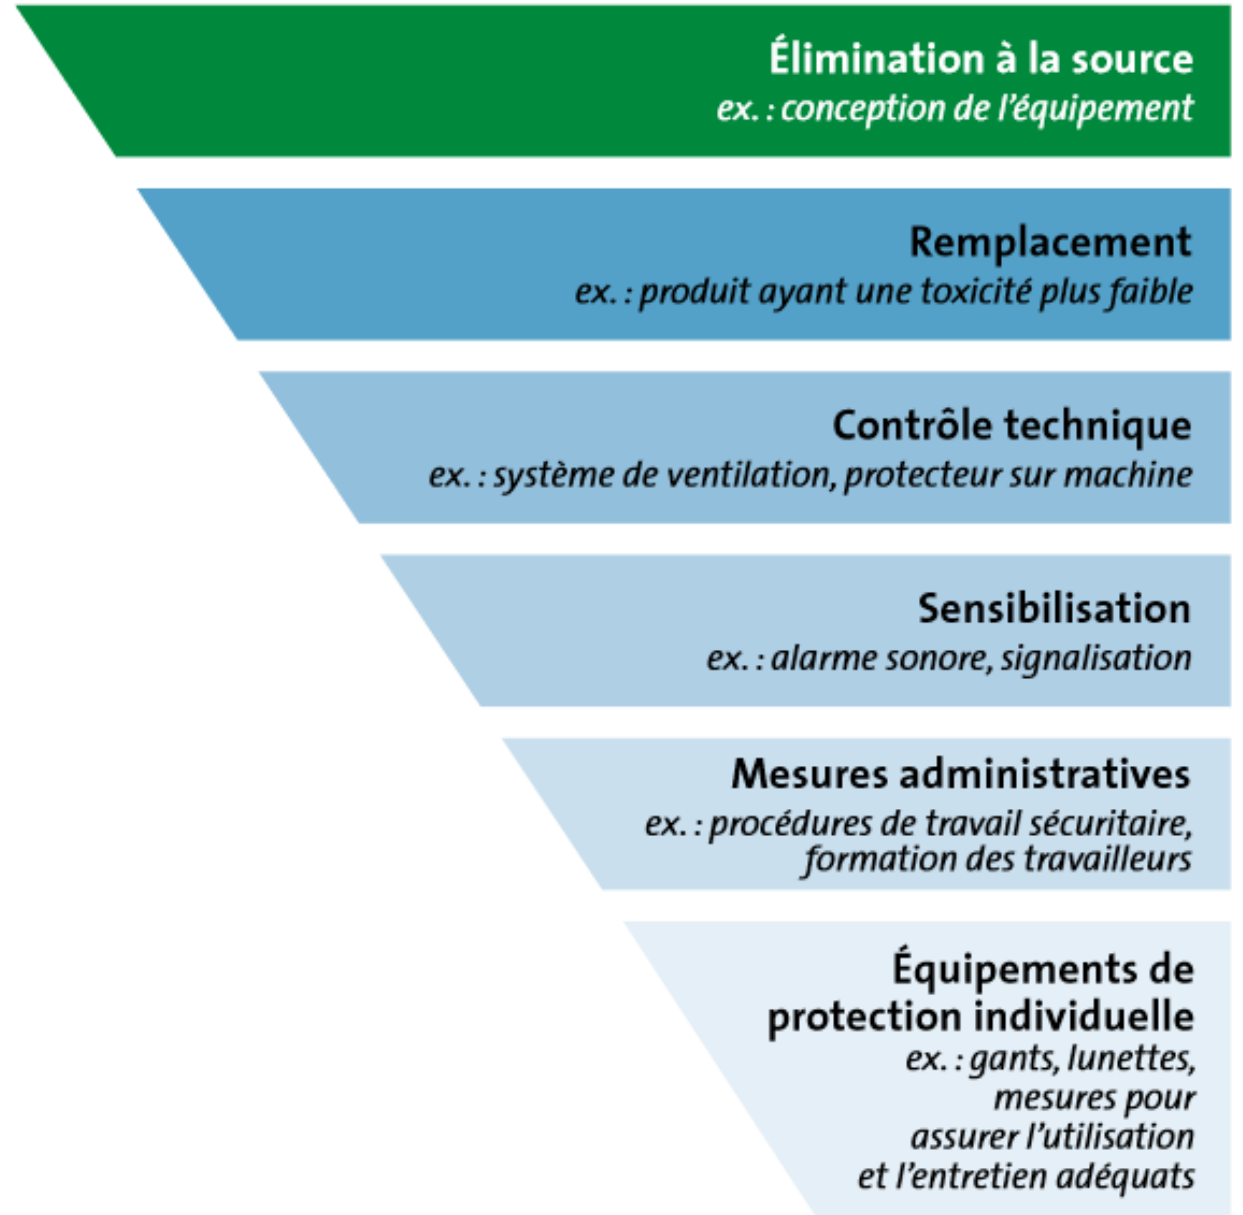 Élimination à la source
ex. : conception de l'équipement
Remplacement
ex. : produit ayant une toxicité plus faible
Contrôle technique
ex. : système de ventilation, protecteur sur machine
Sensibilisation
ex. : alarme sonore, signalisation
Mesures administratives
ex. : procédures de travail sécuritaire,
formation des travailleurs
Équipements de
protection individuelle
ex. : gants, lunettes,
mesures pour
assurer l'utilisation
et l'entretien adéquats